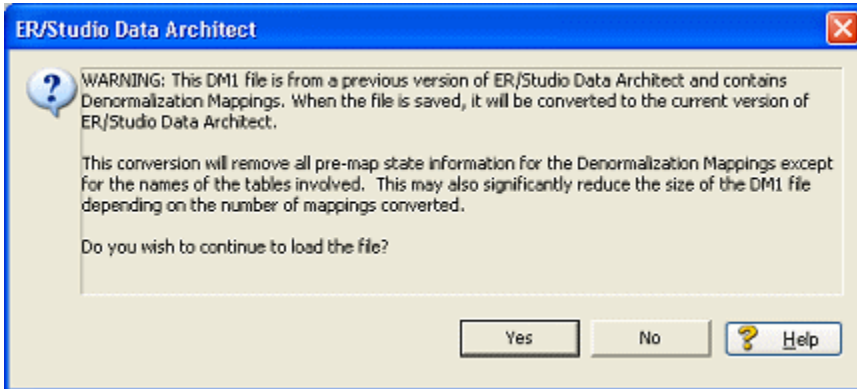 ER/Studio Data Architect
WARNING: This DM1 file is from a previous version of ER/Studio Data Architect and contains
Denormalization Mappings. When the file is saved, it will be converted to the current version of
ER/Studio Data Architect.
This conversion will remove all pre-map state information for the Denormalization Mappings except
for the names of the tables involved. This may also significantly reduce the size of the DM1 file
depending on the number of mappings converted.
Do you wish to continue to load the file?
Yes No Help